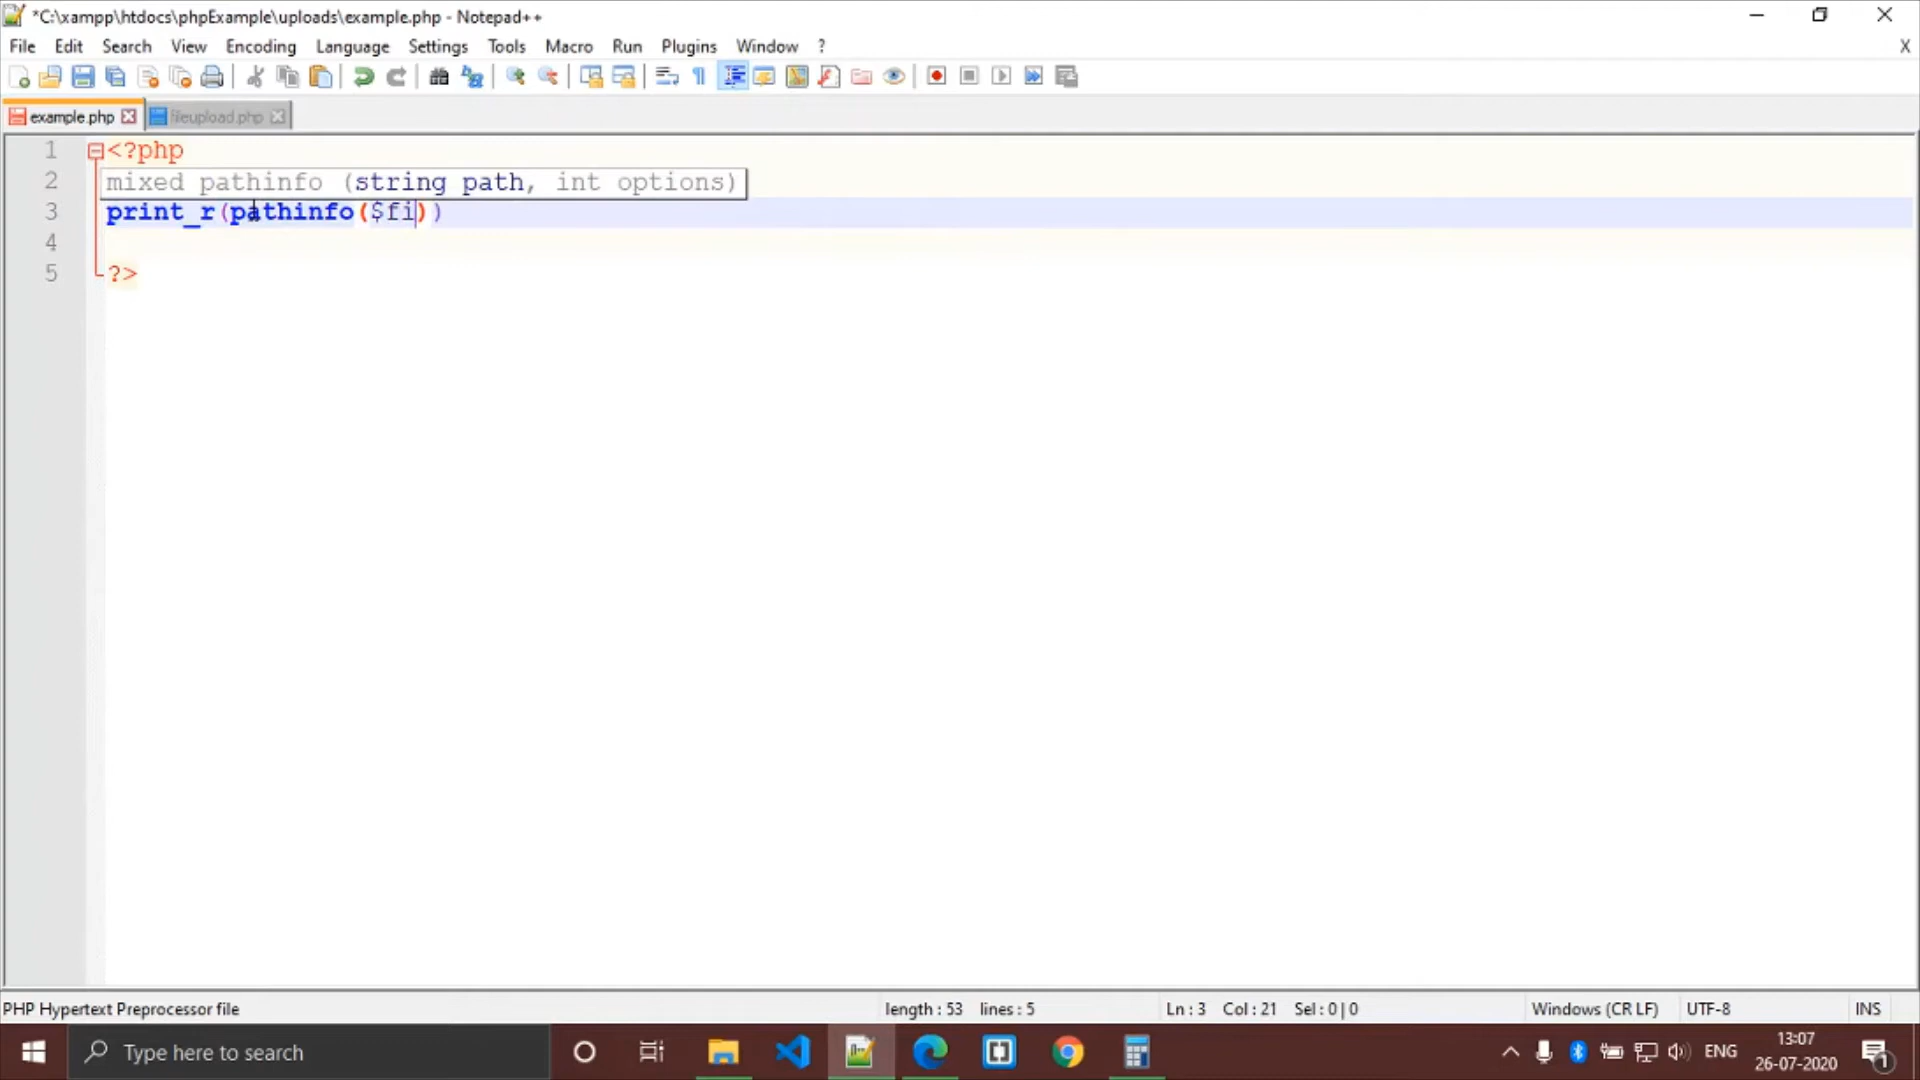 *C:\xampp\htdocs\phpExample\uploads\example.php - Notepad++
File Edit Search View Encoding Language Settings Tools Macro Run Plugins Window ? X
example.php fileupload.php
1 <?php
2 mixed pathinfo (string path, int options)
3 print_r(pathinfo($fi))
4
5 ?>
PHP Hypertext Preprocessor file length : 53 lines : 5 Ln : 3 Col : 21 Sel : 0 | 0 Windows (CR LF) UTF-8 INS
Type here to search ENG 13:07
26-07-2020 1